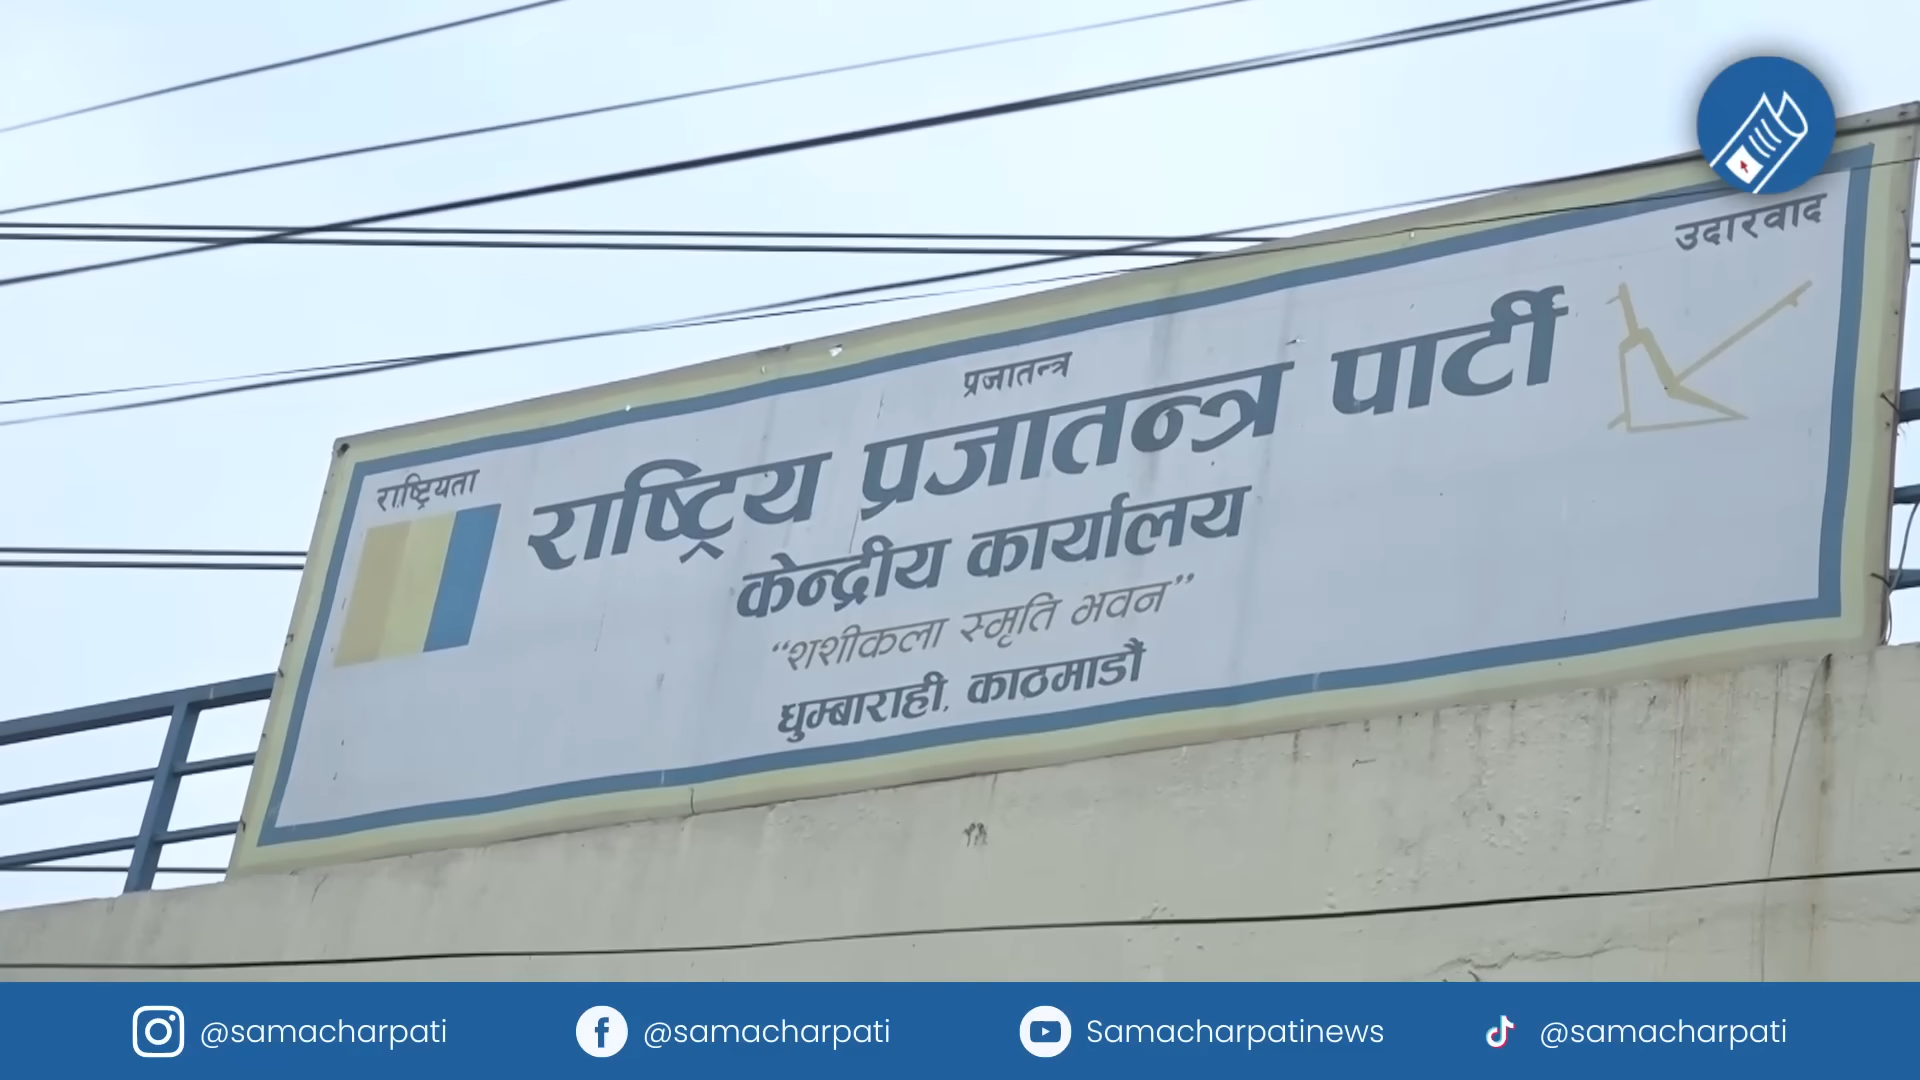 उदारवाद
प्रजातन्त्र
राष्ट्रियता
राष्ट्रिय प्रजातन्त्र पार्टी
केन्द्रीय कार्यालय
“शशीकला स्मृति भवन”
धुम्बाराही, काठमाडौं
@samacharpati @samacharpati Samacharpatinews @samacharpati